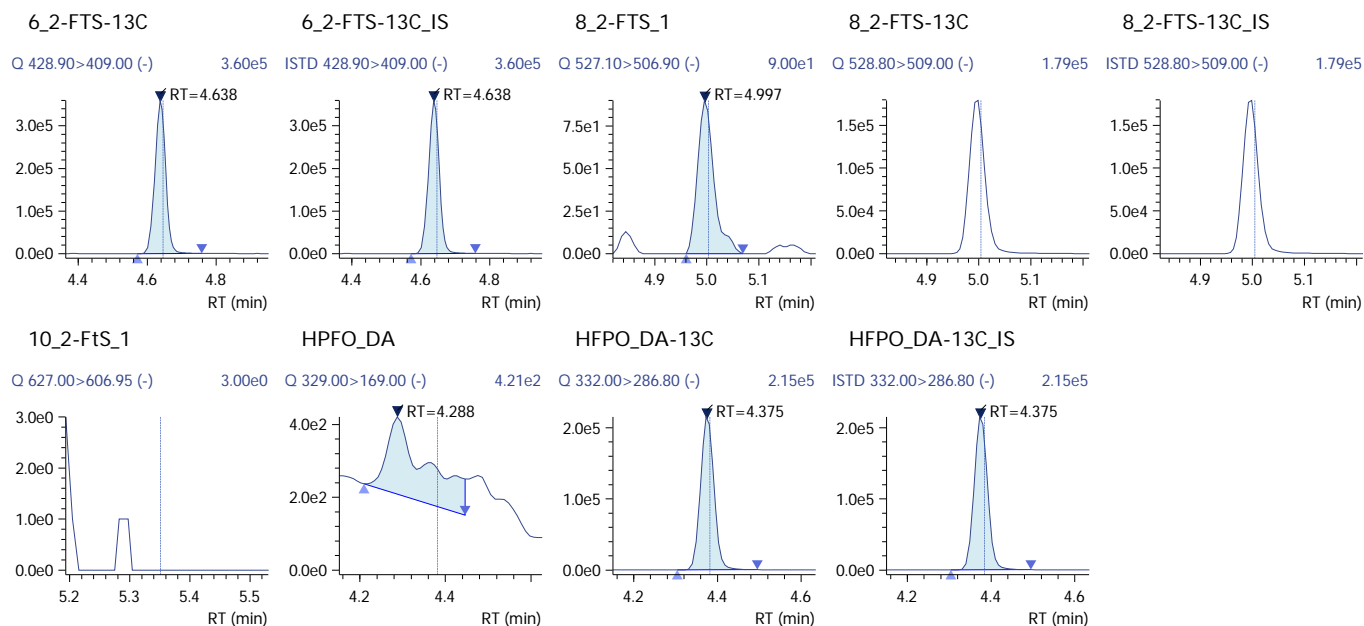 6_2-FTS-13C
6_2-FTS-13C_IS
8_2-FTS_1
8_2-FTS-13C
8_2-FTS-13C_IS
Q 428.90>409.00 (-) 3.60e5
ISTD 428.90>409.00 (-) 3.60e5
Q 527.10>506.90 (-) 9.00e1
Q 528.80>509.00 (-) 1.79e5
ISTD 528.80>509.00 (-) 1.79e5
RT=4.638
3.0e5
2.0e5
1.0e5
0.0e0
4.4 4.6 4.8
RT (min)
RT=4.638
3.0e5
2.0e5
1.0e5
0.0e0
4.4 4.6 4.8
RT (min)
RT=4.997
7.5e1
5.0e1
2.5e1
0.0e0
4.9 5.0 5.1
RT (min)
1.5e5
1.0e5
5.0e4
0.0e0
4.9 5.0 5.1
RT (min)
1.5e5
1.0e5
5.0e4
0.0e0
4.9 5.0 5.1
RT (min)
10_2-FtS_1
HPFO_DA
HFPO_DA-13C
HFPO_DA-13C_IS
Q 627.00>606.95 (-) 3.00e0
Q 329.00>169.00 (-) 4.21e2
Q 332.00>286.80 (-) 2.15e5
ISTD 332.00>286.80 (-) 2.15e5
3.0e0
2.0e0
1.0e0
0.0e0
5.2 5.3 5.4 5.5
RT (min)
RT=4.288
4.0e2
2.0e2
0.0e0
4.2 4.4
RT (min)
RT=4.375
2.0e5
1.0e5
0.0e0
4.2 4.4 4.6
RT (min)
RT=4.375
2.0e5
1.0e5
0.0e0
4.2 4.4 4.6
RT (min)